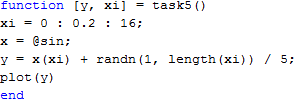 function [y, xi] = task5()
xi = 0 : 0.2 : 16;
x = @sin;
y = x(xi) + randn(1, length(xi)) / 5;
plot(y)
end